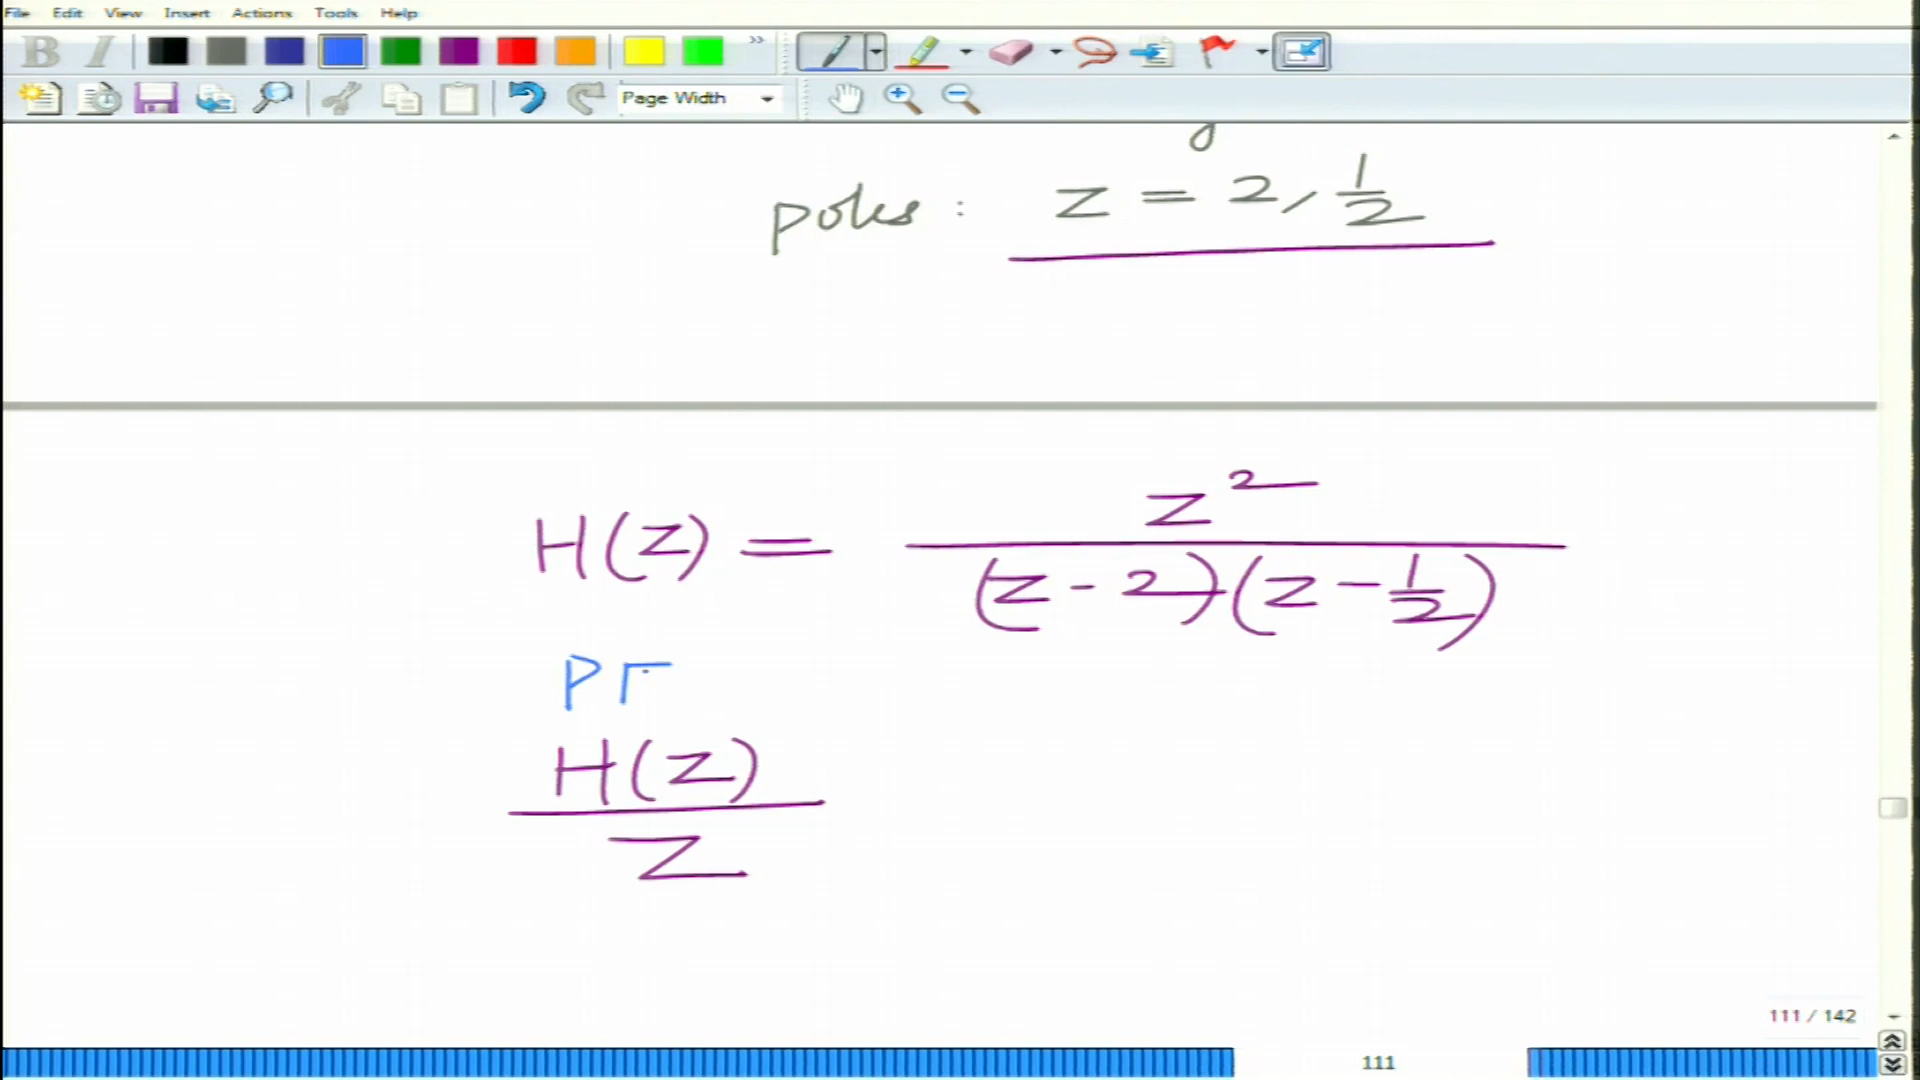 File Edit View Insert Actions Tools Help
B I
Page Width
poles : z = 2, 1/2
H(z) = z^2 / (z - 2)(z - 1/2)
PF
H(z) / z
111 / 142
111